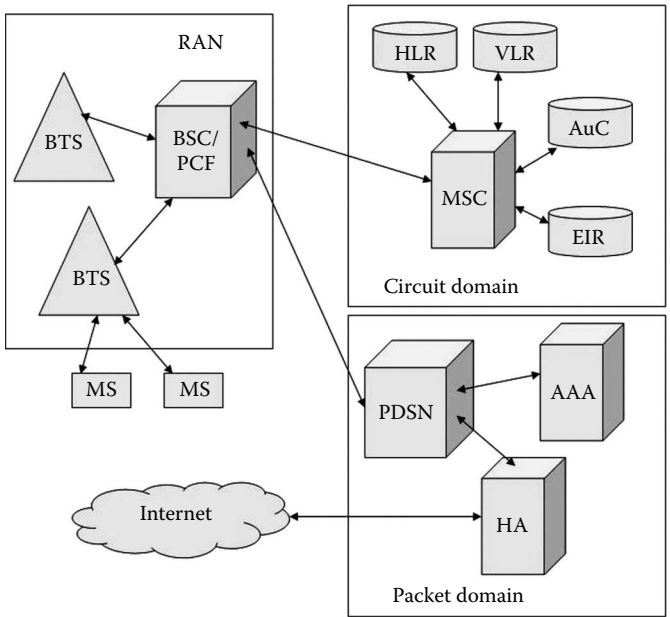 RAN
BTS
BSC/
PCF
BTS
MS
MS
HLR
VLR
AuC
MSC
EIR
Circuit domain
PDSN
AAA
HA
Internet
Packet domain